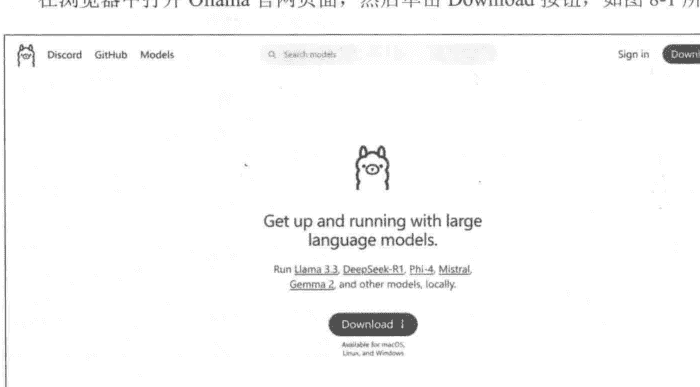 在浏览器中打开 Ollama 官网页面，然后单击 Download 按钮，如图 8-1 所
Discord GitHub Models Search models Sign in
Get up and running with large
language models.
Run Llama 3.3, DeepSeek-R1, Phi-4, Mistral,
Gemma 2, and other models, locally.
Download
Available for macOS,
Linux, and Windows